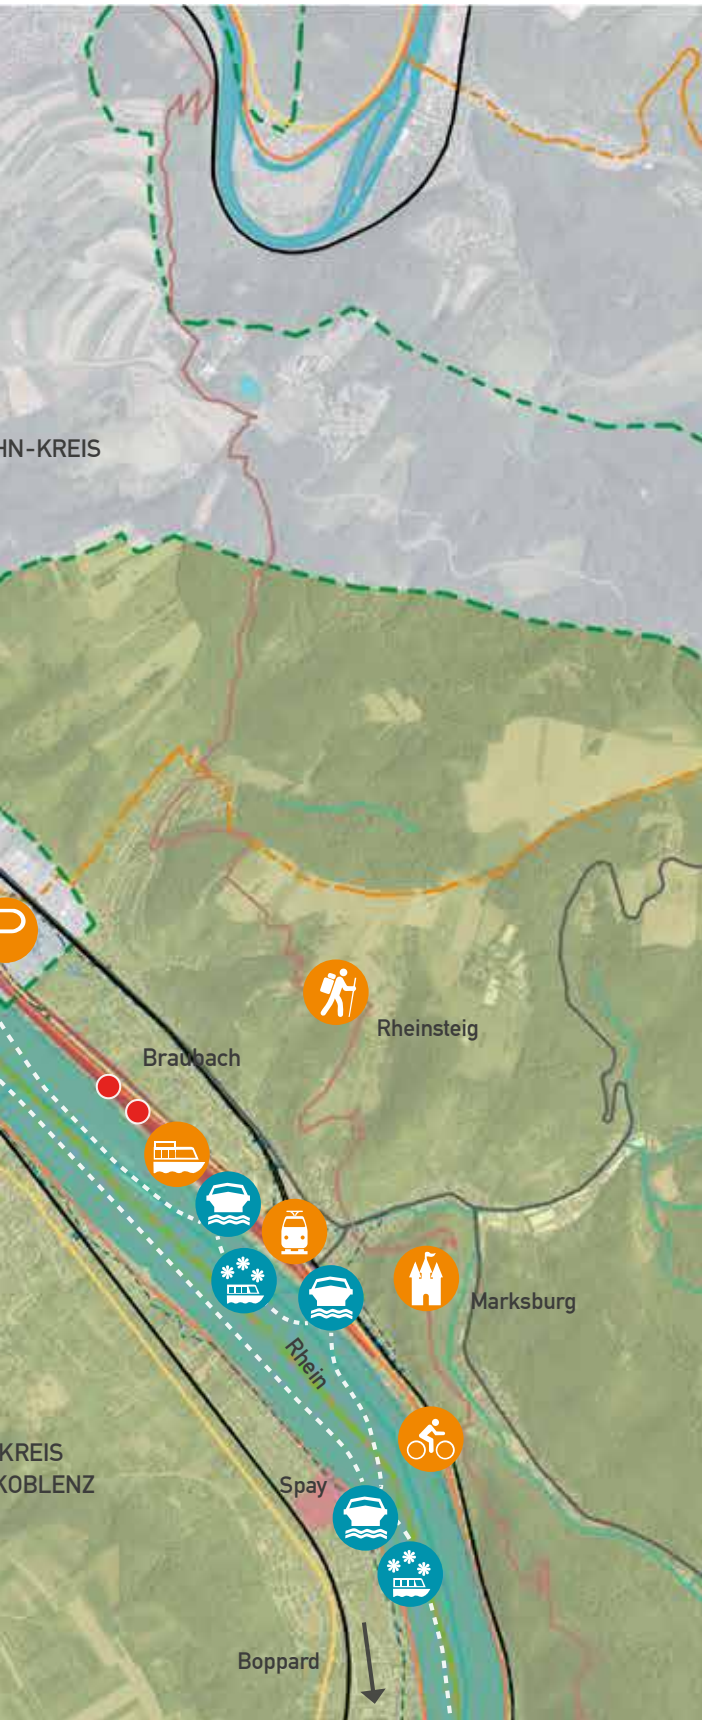 HN-KREIS
Rheinsteig
Braubach
Marksburg
Rhein
KREIS
KOBLENZ
Spay
Boppard